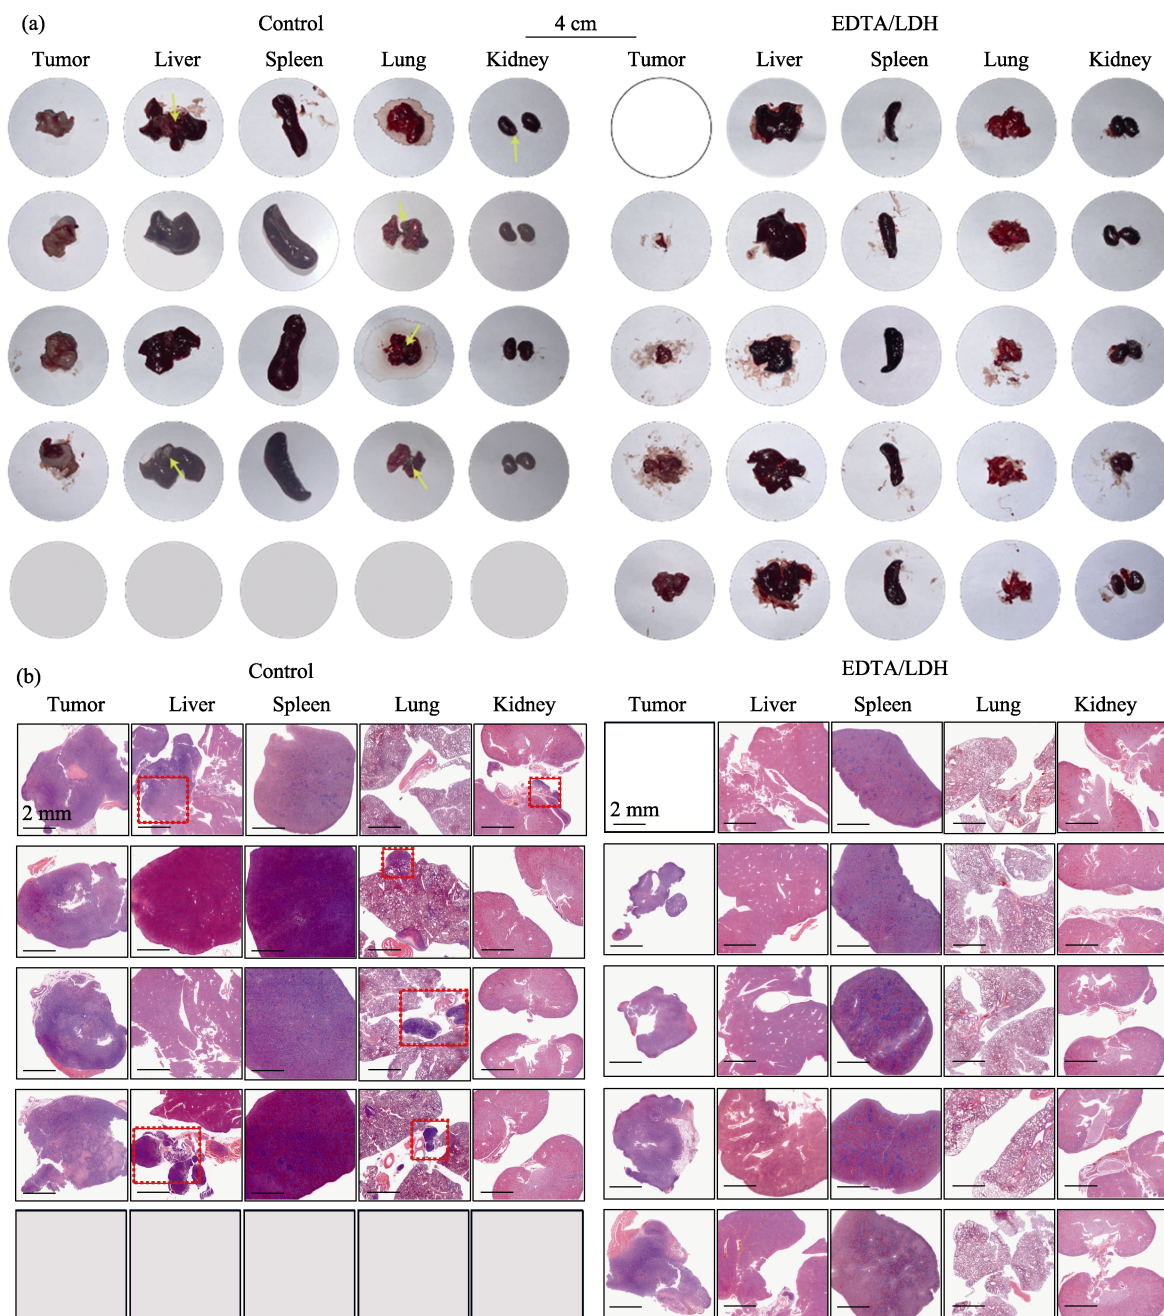 (a) Control 4 cm EDTA/LDH
Tumor Liver Spleen Lung Kidney Tumor Liver Spleen Lung Kidney
(b) Control EDTA/LDH
Tumor Liver Spleen Lung Kidney Tumor Liver Spleen Lung Kidney
2 mm 2 mm